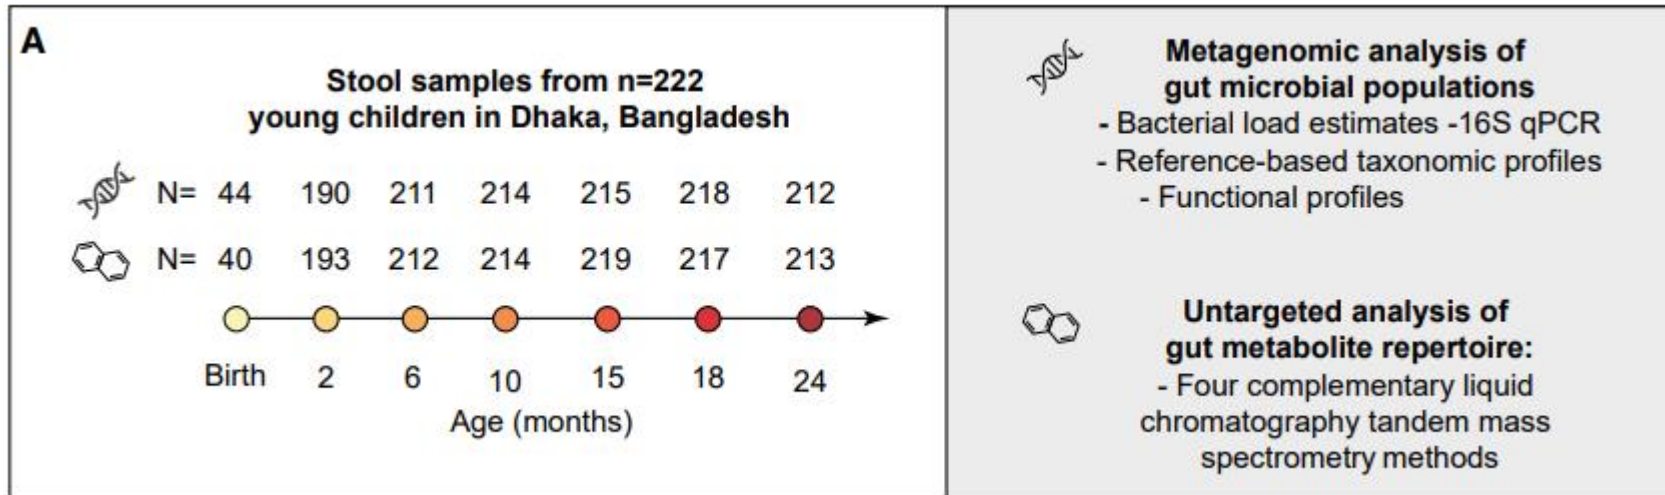 A
Stool samples from n=222
young children in Dhaka, Bangladesh
N= 44 190 211 214 215 218 212
N= 40 193 212 214 219 217 213
Birth 2 6 10 15 18 24
Age (months)
Metagenomic analysis of
gut microbial populations
- Bacterial load estimates -16S qPCR
- Reference-based taxonomic profiles
- Functional profiles
Untargeted analysis of
gut metabolite repertoire:
- Four complementary liquid
chromatography tandem mass
spectrometry methods